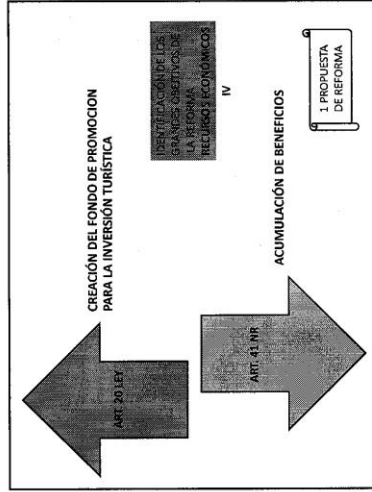 CREACIÓN DEL FONDO DE PROMOCION
PARA LA INVERSIÓN TURÍSTICA
ART 20 LEY
IDENTIFICACIÓN DE LOS
GRANDES OBJETIVOS DE
LA REFORMA
RECURSOS ECONÓMICOS
IV
ART. 41 NR
ACUMULACIÓN DE BENEFICIOS
1 PROPUESTA
DE REFORMA